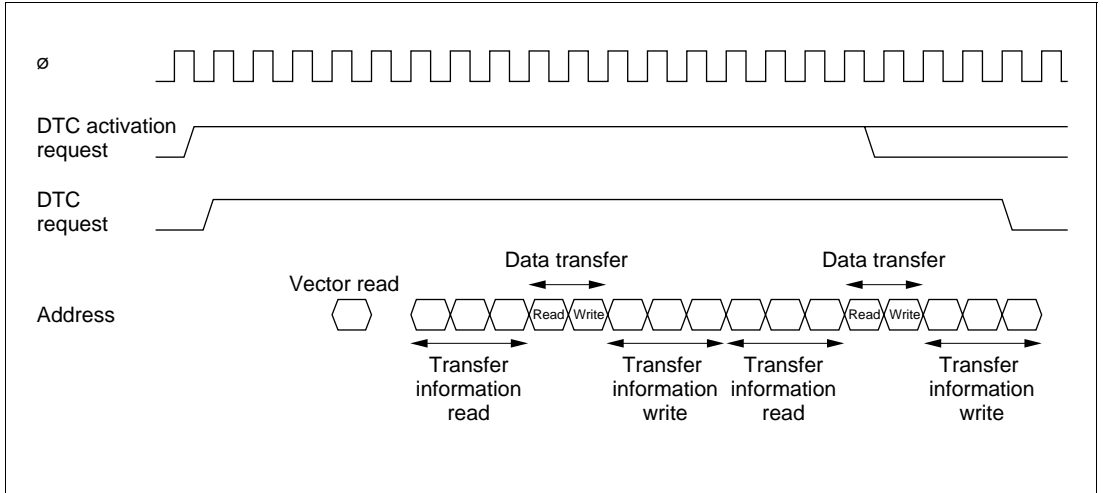 ø
DTC activation
request
DTC
request
Data transfer
Data transfer
Vector read
Address
Read
Write
Read
Write
Transfer
information
read
Transfer
information
write
Transfer
information
read
Transfer
information
write